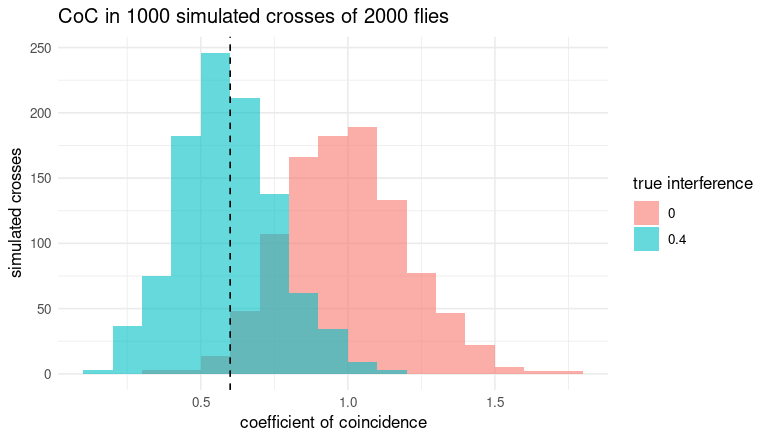 CoC in 1000 simulated crosses of 2000 flies
250
200
150
100
50
0
simulated crosses
0.5
1.0
1.5
coefficient of coincidence
true interference
0
0.4